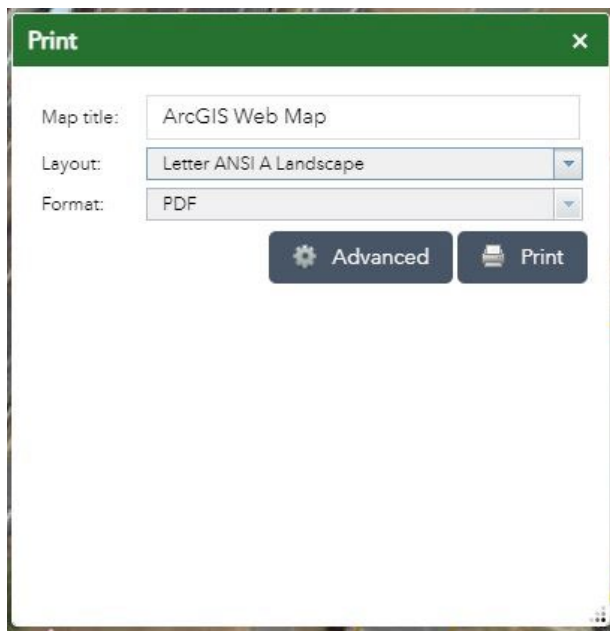 Print
Map title: ArcGIS Web Map
Layout: Letter ANSI A Landscape
Format: PDF
Advanced Print